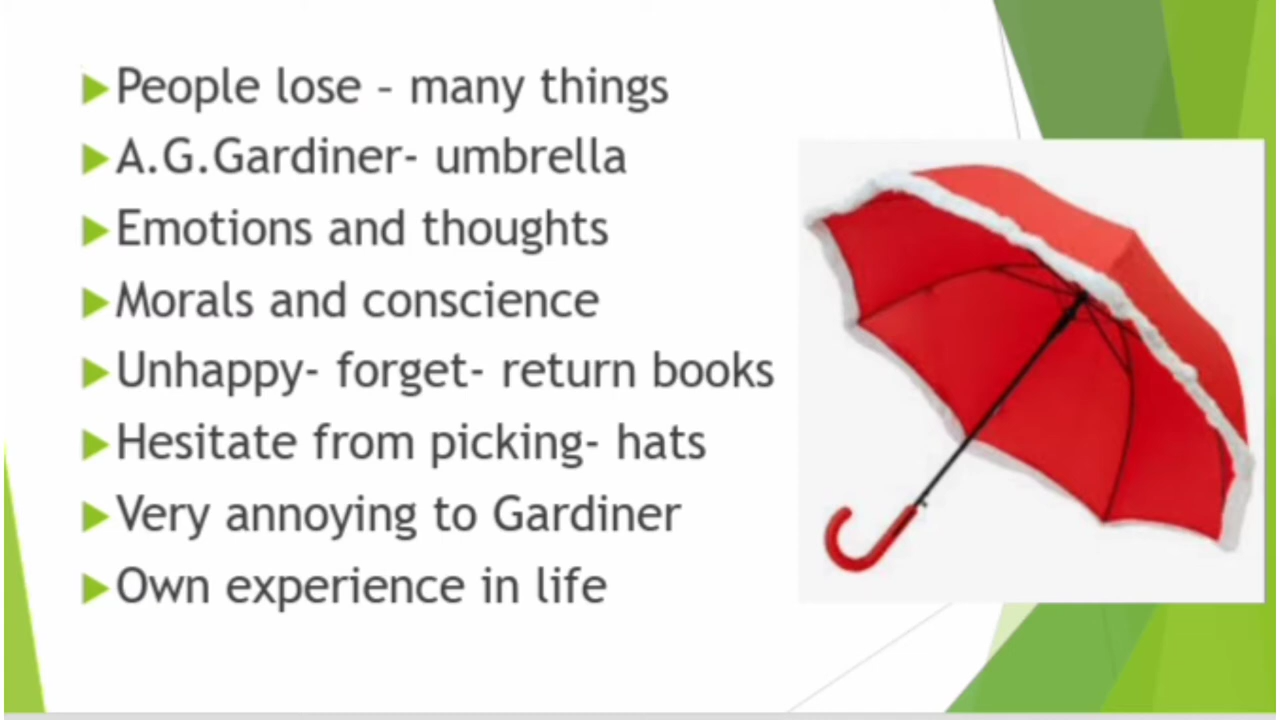 People lose – many things
A.G.Gardiner- umbrella
Emotions and thoughts
Morals and conscience
Unhappy- forget- return books
Hesitate from picking- hats
Very annoying to Gardiner
Own experience in life